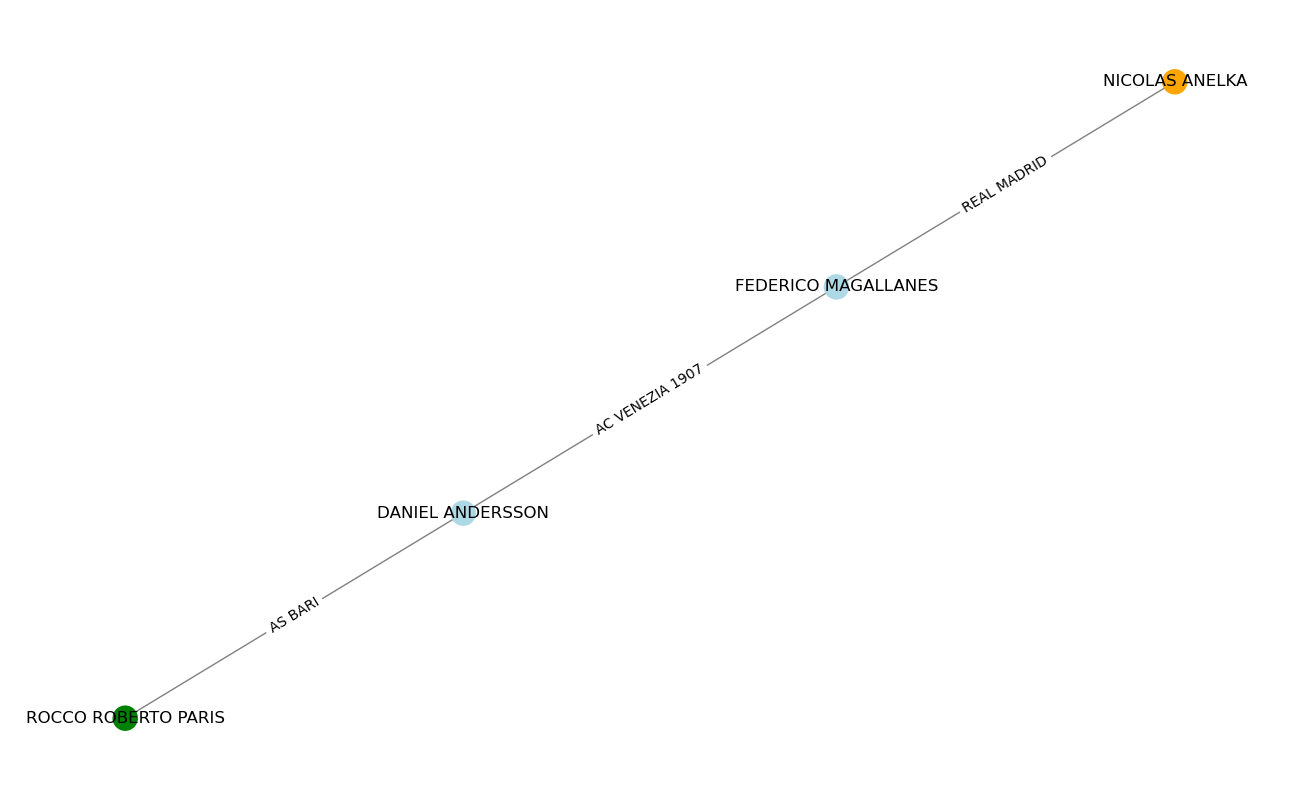 NICOLAS ANELKA
REAL MADRID
FEDERICO MAGALLANES
AC VENEZIA 1907
DANIEL ANDERSSON
AS BARI
ROCCO ROBERTO PARIS